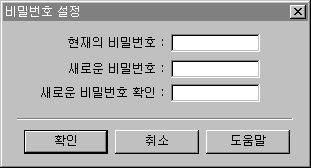 비밀번호 설정
현재의 비밀번호 :
새로운 비밀번호 :
새로운 비밀번호 확인 :
확인 취소 도움말